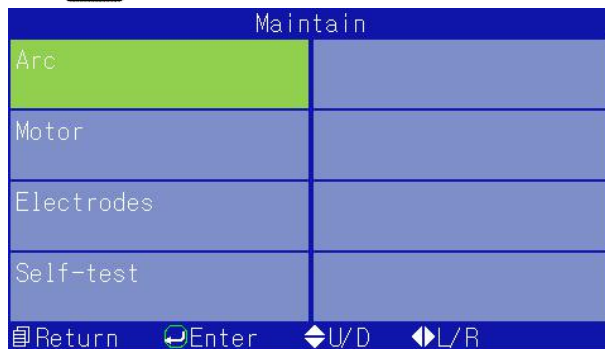 Maintain
Arc
Motor
Electrodes
Self-test
Return Enter U/D L/R